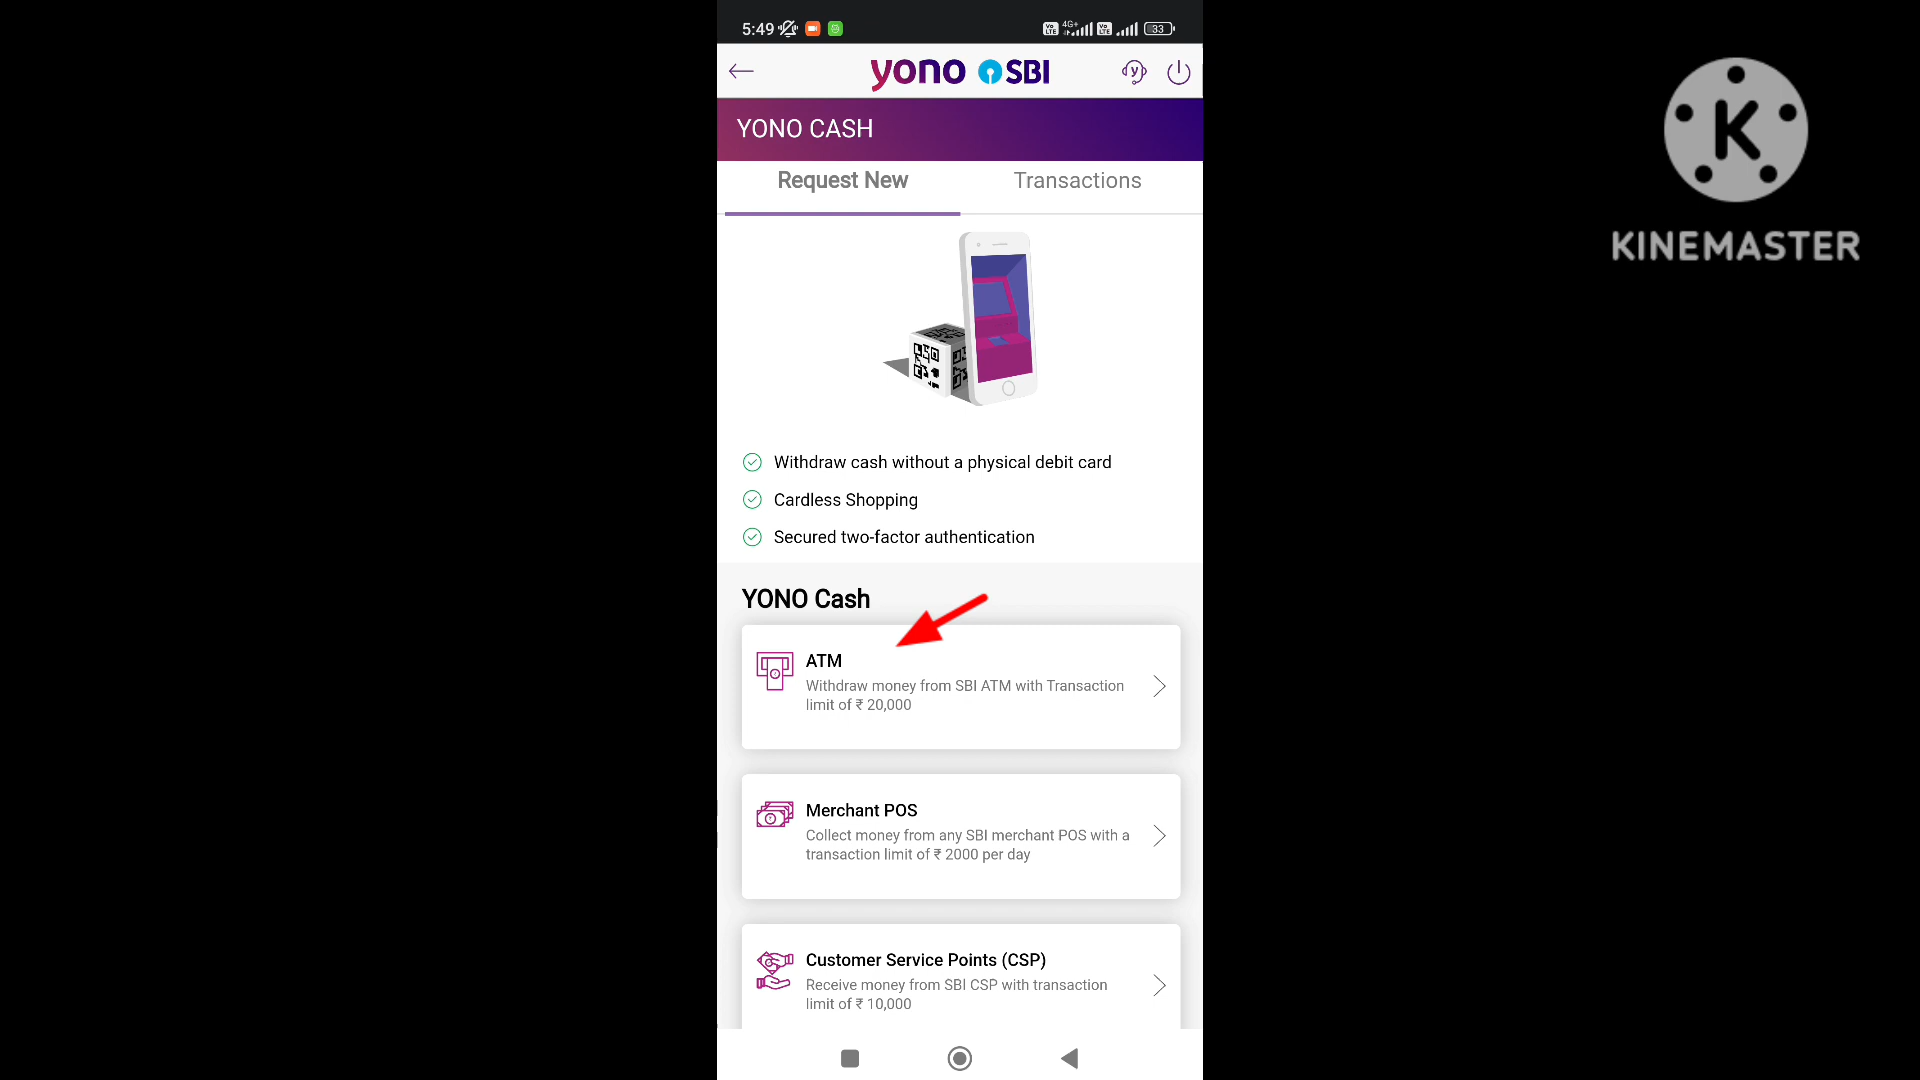 5:49
4G+
33
yono SBI
YONO CASH
Request New
Transactions
Withdraw cash without a physical debit card
Cardless Shopping
Secured two-factor authentication
YONO Cash
ATM
Withdraw money from SBI ATM with Transaction
limit of ₹ 20,000
Merchant POS
Collect money from any SBI merchant POS with a
transaction limit of ₹ 2000 per day
Customer Service Points (CSP)
Receive money from SBI CSP with transaction
limit of ₹ 10,000
K
KINEMASTER